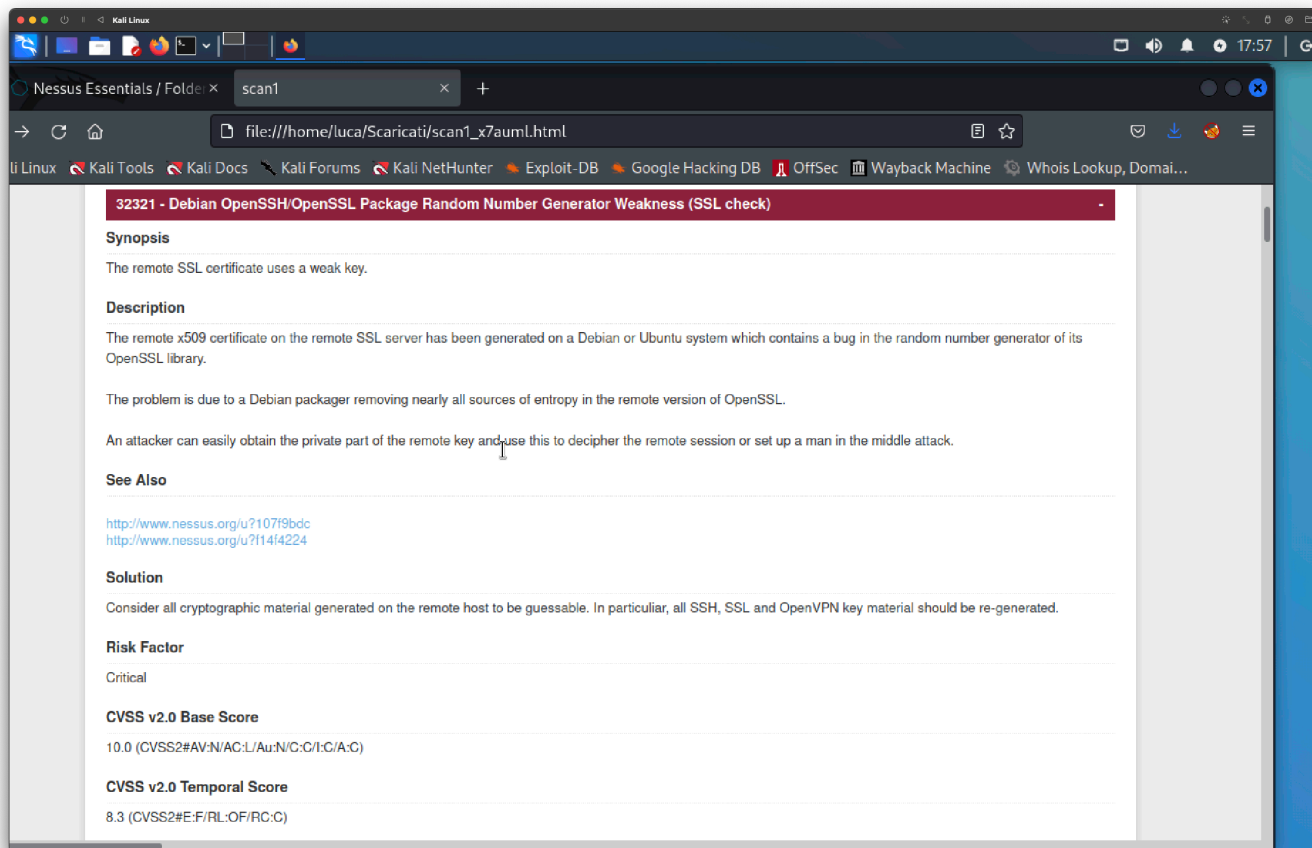 Kali Linux
17:57
Nessus Essentials / Folder
scan1
file:///home/luca/Scaricati/scan1_x7auml.html
li Linux Kali Tools Kali Docs Kali Forums Kali NetHunter Exploit-DB Google Hacking DB OffSec Wayback Machine Whois Lookup, Domai...
32321 - Debian OpenSSH/OpenSSL Package Random Number Generator Weakness (SSL check) -
Synopsis
The remote SSL certificate uses a weak key.
Description
The remote x509 certificate on the remote SSL server has been generated on a Debian or Ubuntu system which contains a bug in the random number generator of its
OpenSSL library.
The problem is due to a Debian packager removing nearly all sources of entropy in the remote version of OpenSSL.
An attacker can easily obtain the private part of the remote key and use this to decipher the remote session or set up a man in the middle attack.
See Also
http://www.nessus.org/u?107f9bdc
http://www.nessus.org/u?f14f4224
Solution
Consider all cryptographic material generated on the remote host to be guessable. In particuliar, all SSH, SSL and OpenVPN key material should be re-generated.
Risk Factor
Critical
CVSS v2.0 Base Score
10.0 (CVSS2#AV:N/AC:L/Au:N/C:C/I:C/A:C)
CVSS v2.0 Temporal Score
8.3 (CVSS2#E:F/RL:OF/RC:C)